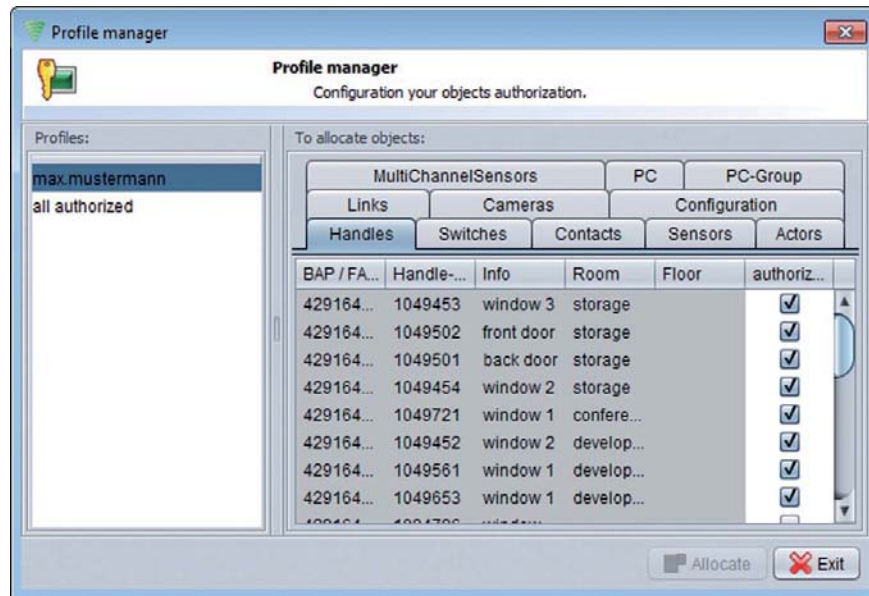 Profile manager
Profile manager
Configuration your objects authorization.
Profiles:
max.mustermann
all authorized
To allocate objects:
MultiChannelSensors PC PC-Group
Links Cameras Configuration
Handles Switches Contacts Sensors Actors
BAP / FA... Handle-... Info Room Floor authoriz...
429164... 1049453 window 3 storage
429164... 1049502 front door storage
429164... 1049501 back door storage
429164... 1049454 window 2 storage
429164... 1049721 window 1 confere...
429164... 1049452 window 2 develop...
429164... 1049561 window 1 develop...
429164... 1049653 window 1 develop...
Allocate Exit